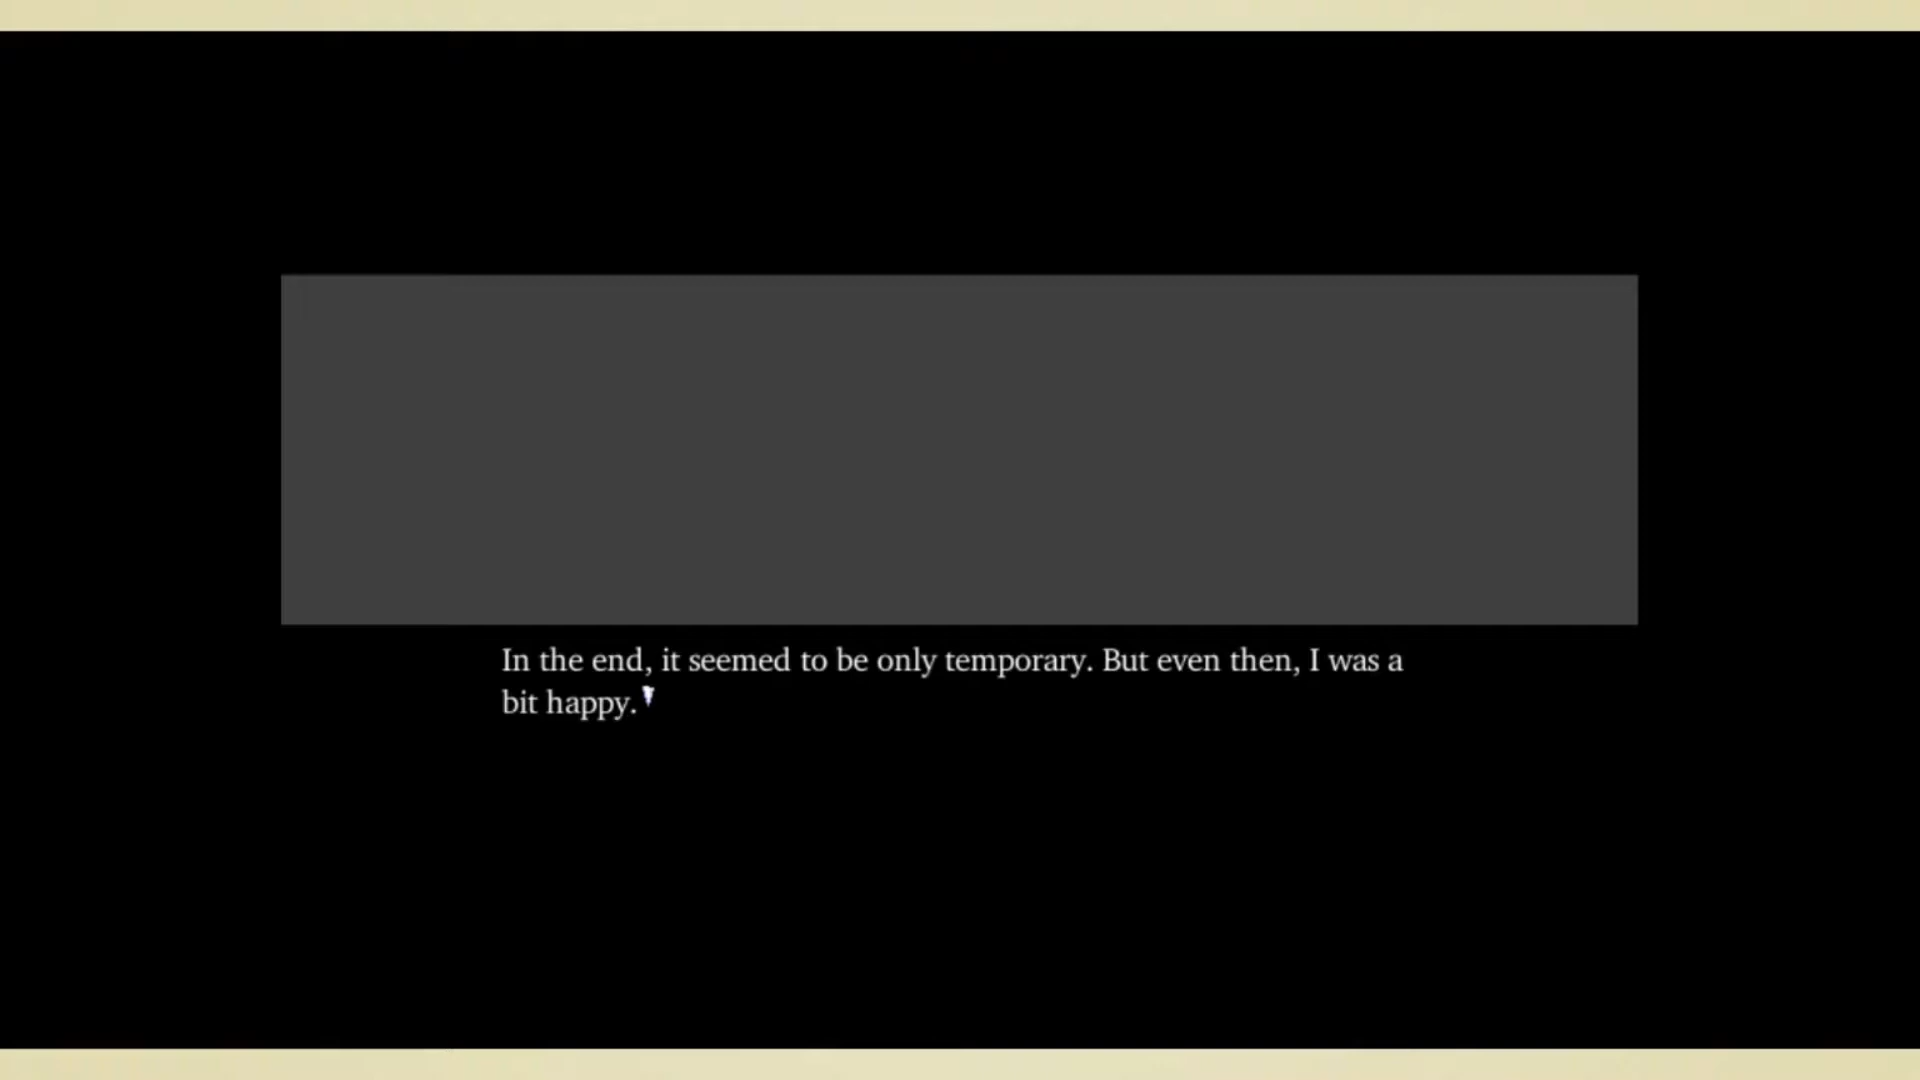 In the end, it seemed to be only temporary. But even then, I was a
bit happy.